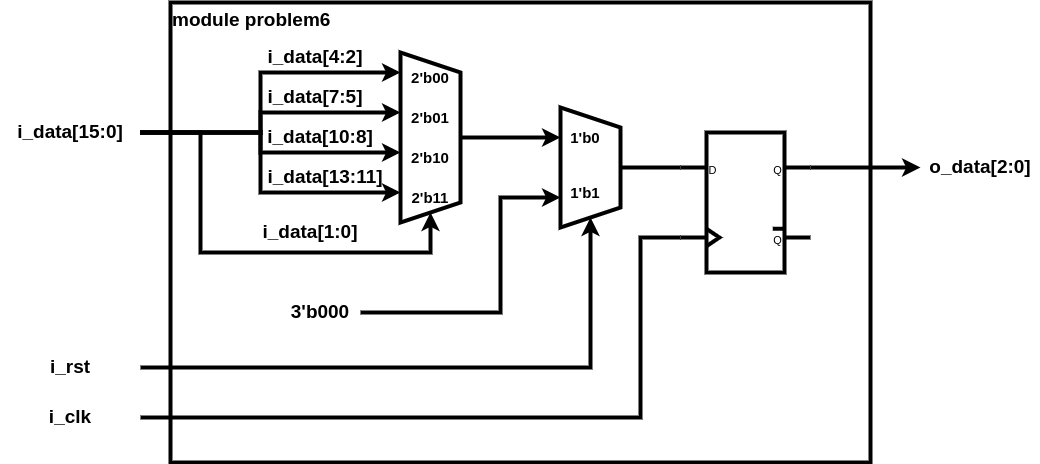 module problem6
i_data[4:2]
2'b00
i_data[7:5]
2'b01
i_data[15:0]
i_data[10:8]
1'b0
2'b10
D
Q
o_data[2:0]
i_data[13:11]
1'b1
2'b11
i_data[1:0]
Q
3'b000
i_rst
i_clk